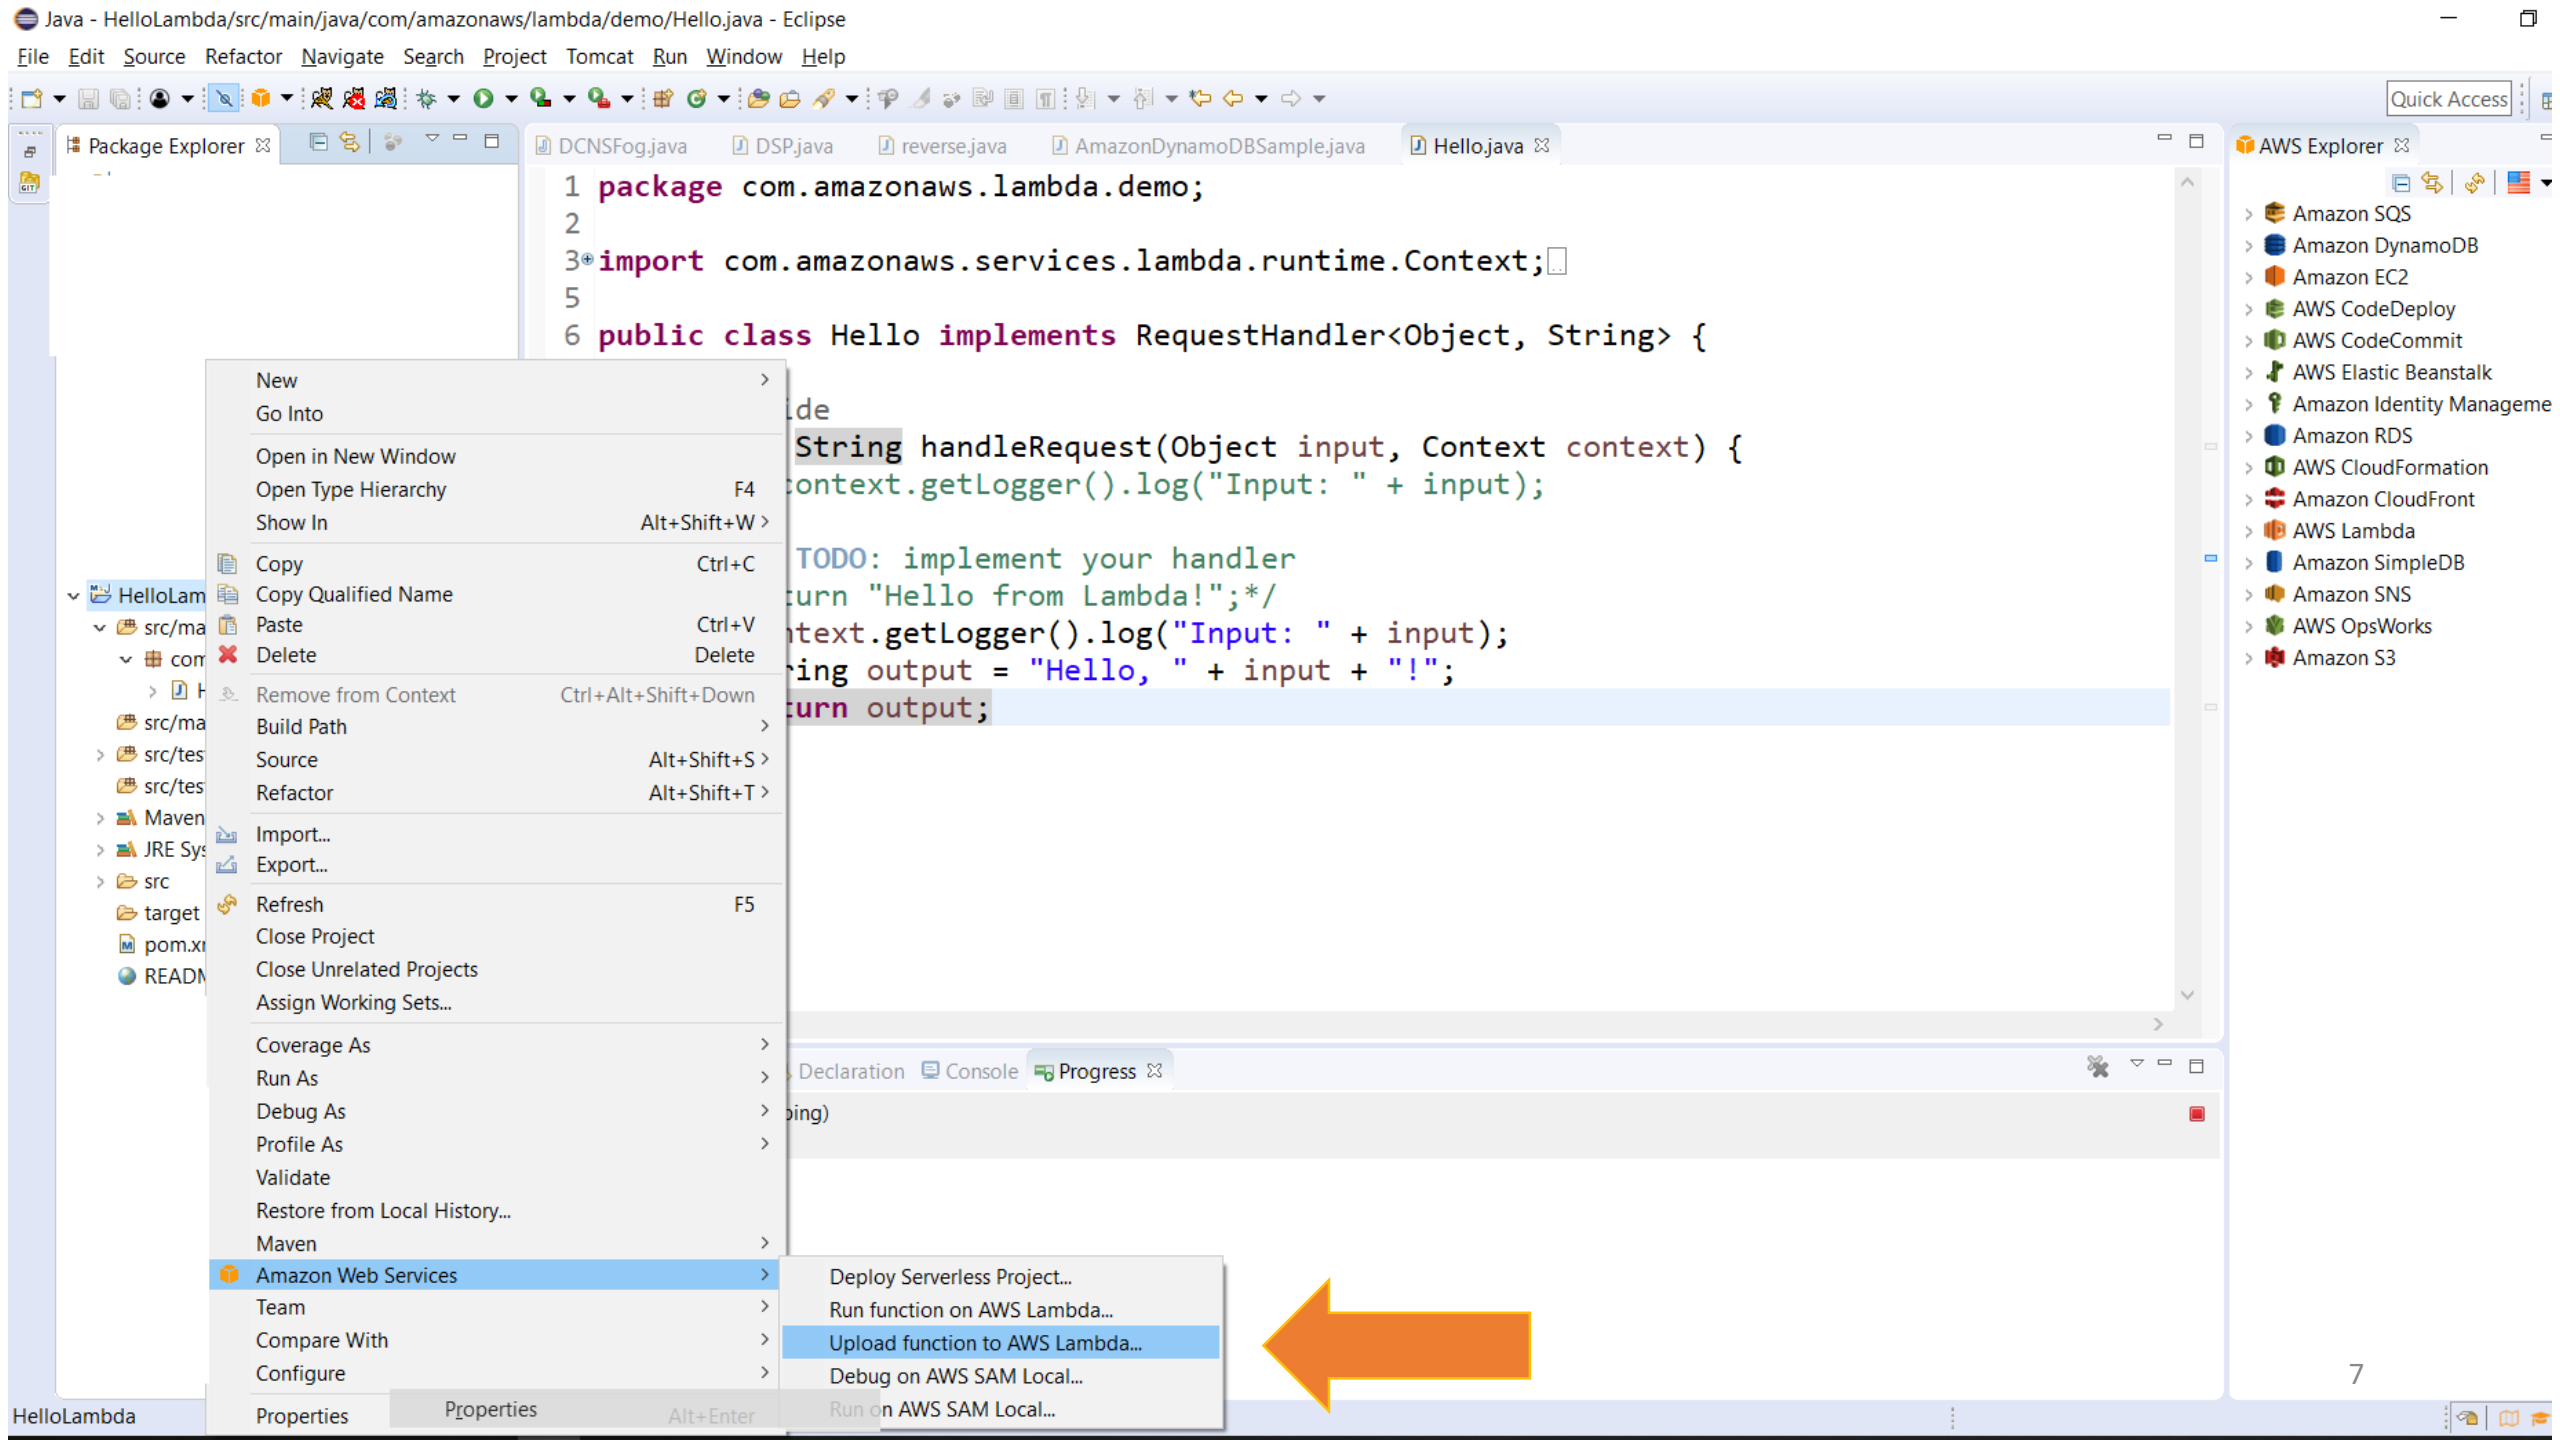 Java - HelloLambda/src/main/java/com/amazonaws/lambda/demo/Hello.java - Eclipse
File Edit Source Refactor Navigate Search Project Tomcat Run Window Help
Quick Access
Package Explorer
DCNSFog.java DSP.java reverse.java AmazonDynamoDBSample.java Hello.java
AWS Explorer
GIT
1 package com.amazonaws.lambda.demo;
2
3 import com.amazonaws.services.lambda.runtime.Context;
5
6 public class Hello implements RequestHandler<Object, String> {
ide
String handleRequest(Object input, Context context) {
context.getLogger().log("Input: " + input);
TODO: implement your handler
turn "Hello from Lambda!";*/
ntext.getLogger().log("Input: " + input);
ring output = "Hello, " + input + "!";
turn output;
Amazon SQS
Amazon DynamoDB
Amazon EC2
AWS CodeDeploy
AWS CodeCommit
AWS Elastic Beanstalk
Amazon Identity Manageme
Amazon RDS
AWS CloudFormation
Amazon CloudFront
AWS Lambda
Amazon SimpleDB
Amazon SNS
AWS OpsWorks
Amazon S3
HelloLam
src/ma
com
H
src/ma
src/tes
src/tes
Maven
JRE Sys
src
target
pom.x
READM
New
Go Into
Open in New Window
Open Type Hierarchy F4
Show In Alt+Shift+W
Copy Ctrl+C
Copy Qualified Name
Paste Ctrl+V
Delete Delete
Remove from Context Ctrl+Alt+Shift+Down
Build Path
Source Alt+Shift+S
Refactor Alt+Shift+T
Import...
Export...
Refresh F5
Close Project
Close Unrelated Projects
Assign Working Sets...
Coverage As
Run As
Debug As
Profile As
Validate
Restore from Local History...
Maven
Amazon Web Services
Team
Compare With
Configure
Properties Alt+Enter
Properties
Declaration Console Progress
ping)
Deploy Serverless Project...
Run function on AWS Lambda...
Upload function to AWS Lambda...
Debug on AWS SAM Local...
Run on AWS SAM Local...
7
HelloLambda